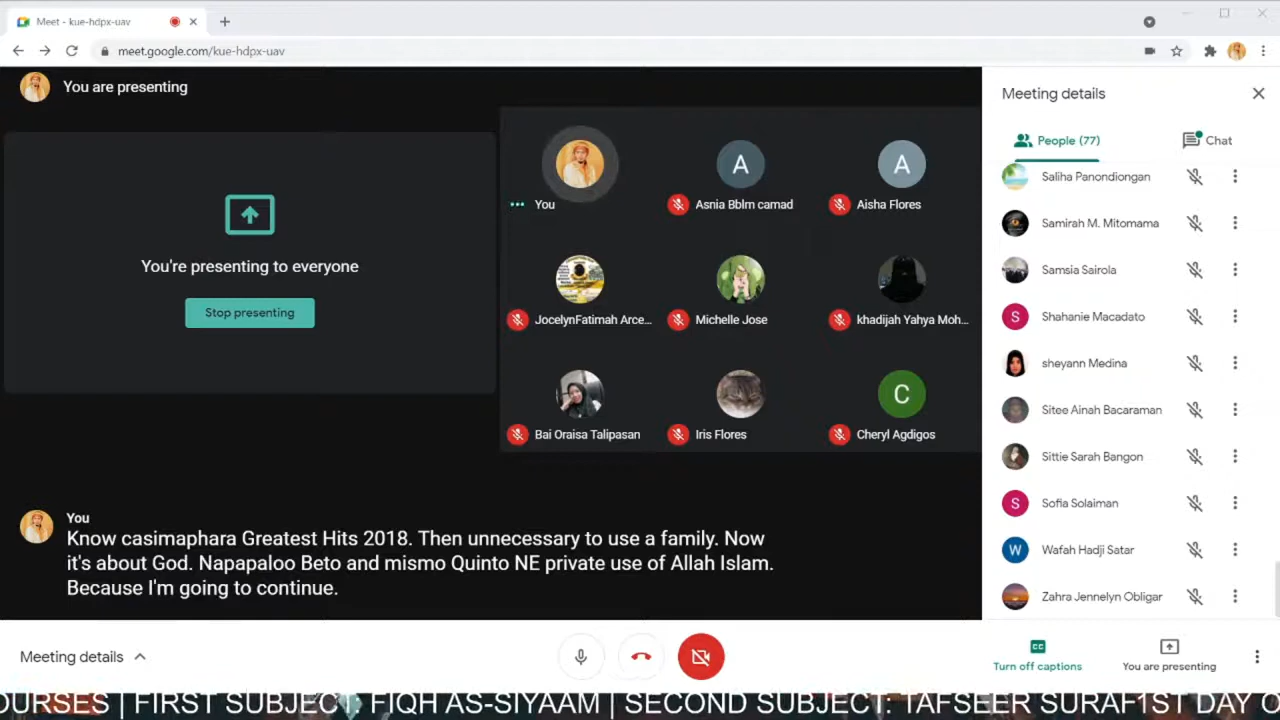 Meet - kue-hdpx-uav
meet.google.com/kue-hdpx-uav
You are presenting
You're presenting to everyone
Stop presenting
You
A
Asnia Bblm camad
A
Aisha Flores
JocelynFatimah Arce...
Michelle Jose
khadijah Yahya Moh...
Bai Oraisa Talipasan
Iris Flores
C
Cheryl Agdigos
You
Know casimaphara Greatest Hits 2018. Then unnecessary to use a family. Now
it's about God. Napapaloo Beto and mismo Quinto NE private use of Allah Islam.
Because I'm going to continue.
Meeting details
People (77)
Chat
Saliha Panondiongan
Samirah M. Mitomama
Samsia Sairola
S
Shahanie Macadato
sheyann Medina
Sitee Ainah Bacaraman
Sittie Sarah Bangon
S
Sofia Solaiman
W
Wafah Hadji Satar
Zahra Jennelyn Obligar
Meeting details
CC
Turn off captions
You are presenting
OURSES | FIRST SUBJECT: FIQH AS-SIYAAM | SECOND SUBJECT: TAFSEER SURAF1ST DAY O